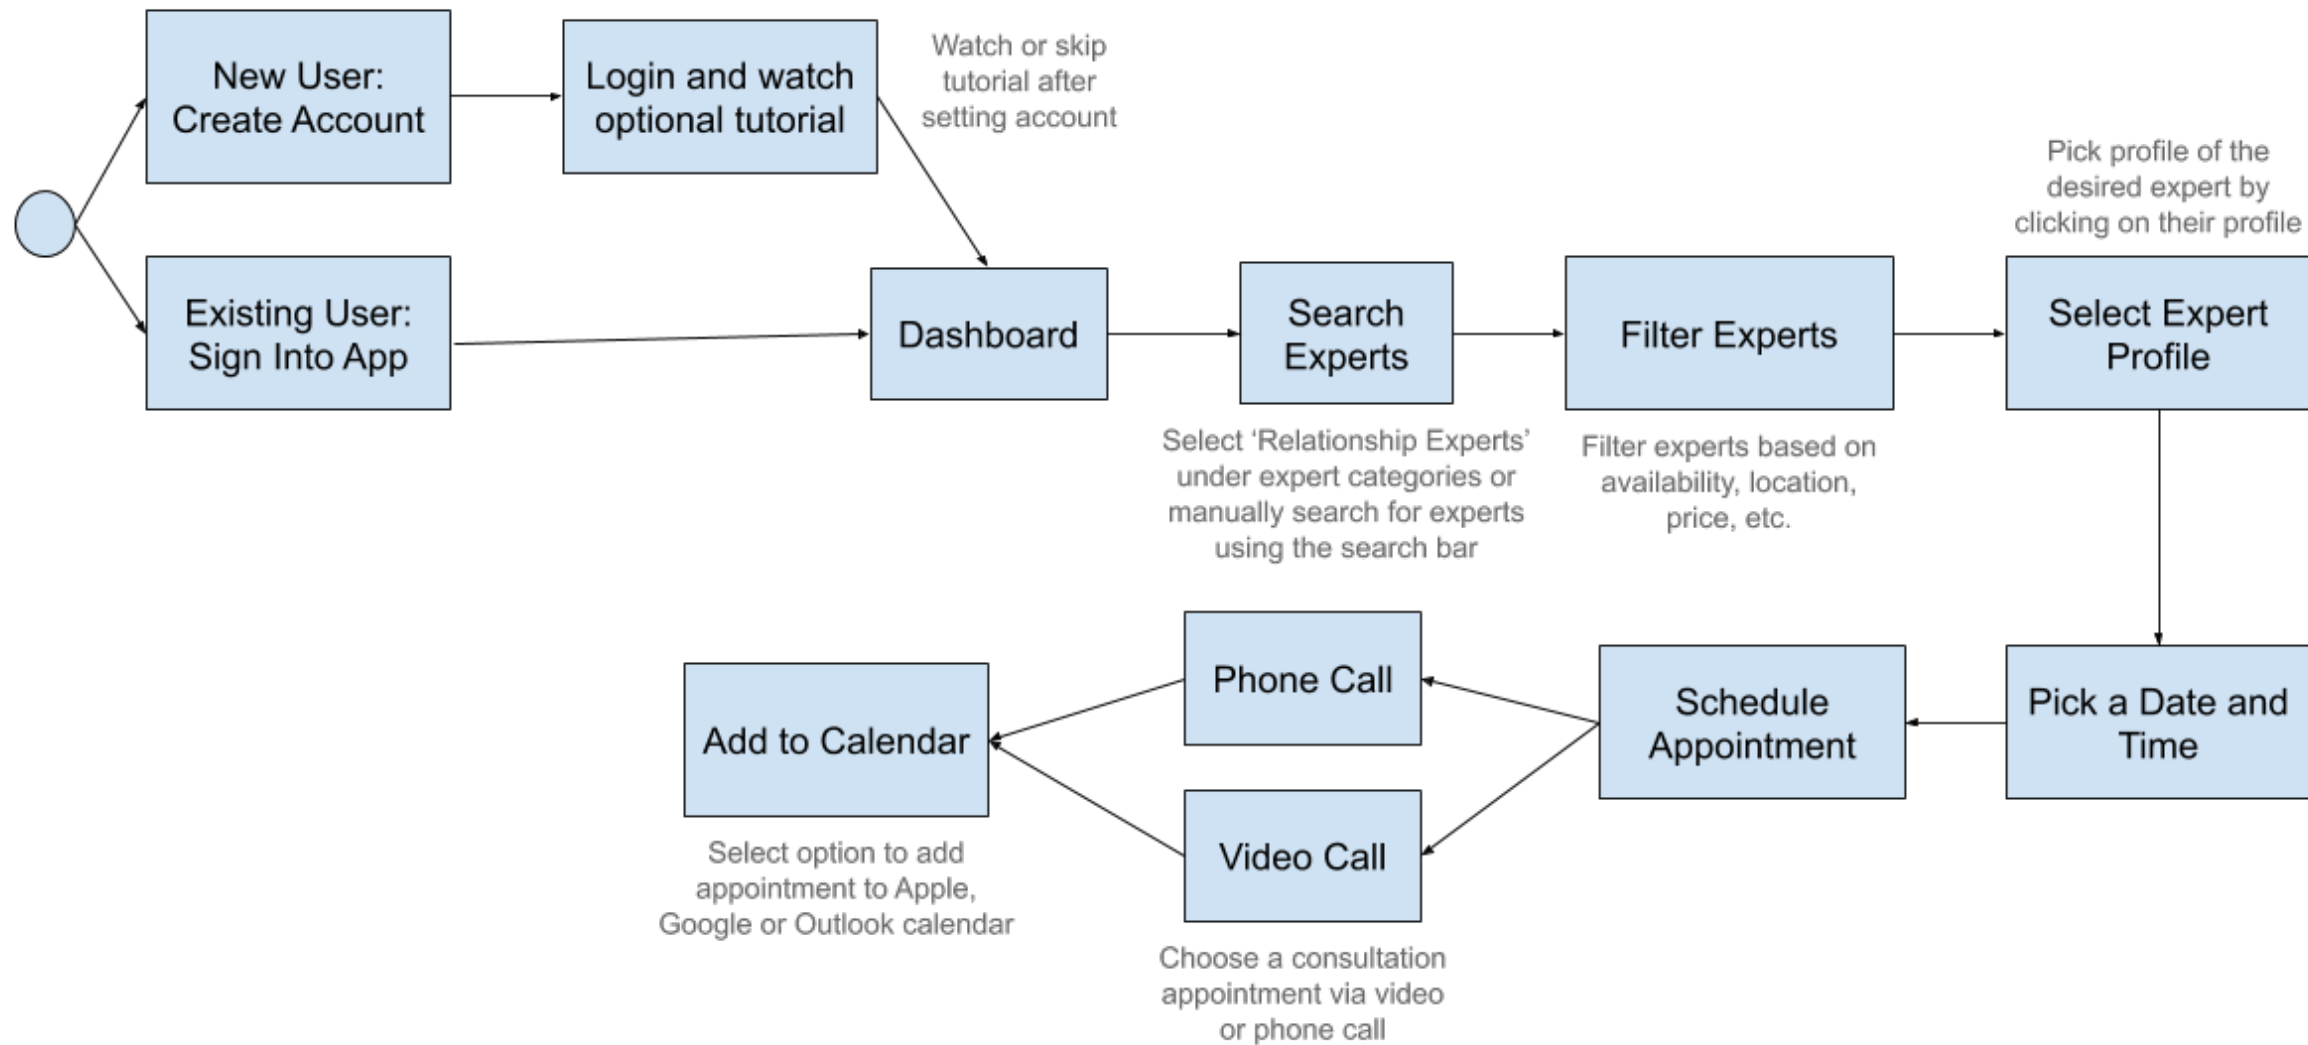 New User:
Create Account
Login and watch
optional tutorial
Watch or skip
tutorial after
setting account
Existing User:
Sign Into App
Dashboard
Search
Experts
Select ‘Relationship Experts’
under expert categories or
manually search for experts
using the search bar
Filter Experts
Filter experts based on
availability, location,
price, etc.
Pick profile of the
desired expert by
clicking on their profile
Select Expert
Profile
Pick a Date and
Time
Schedule
Appointment
Phone Call
Video Call
Choose a consultation
appointment via video
or phone call
Add to Calendar
Select option to add
appointment to Apple,
Google or Outlook calendar